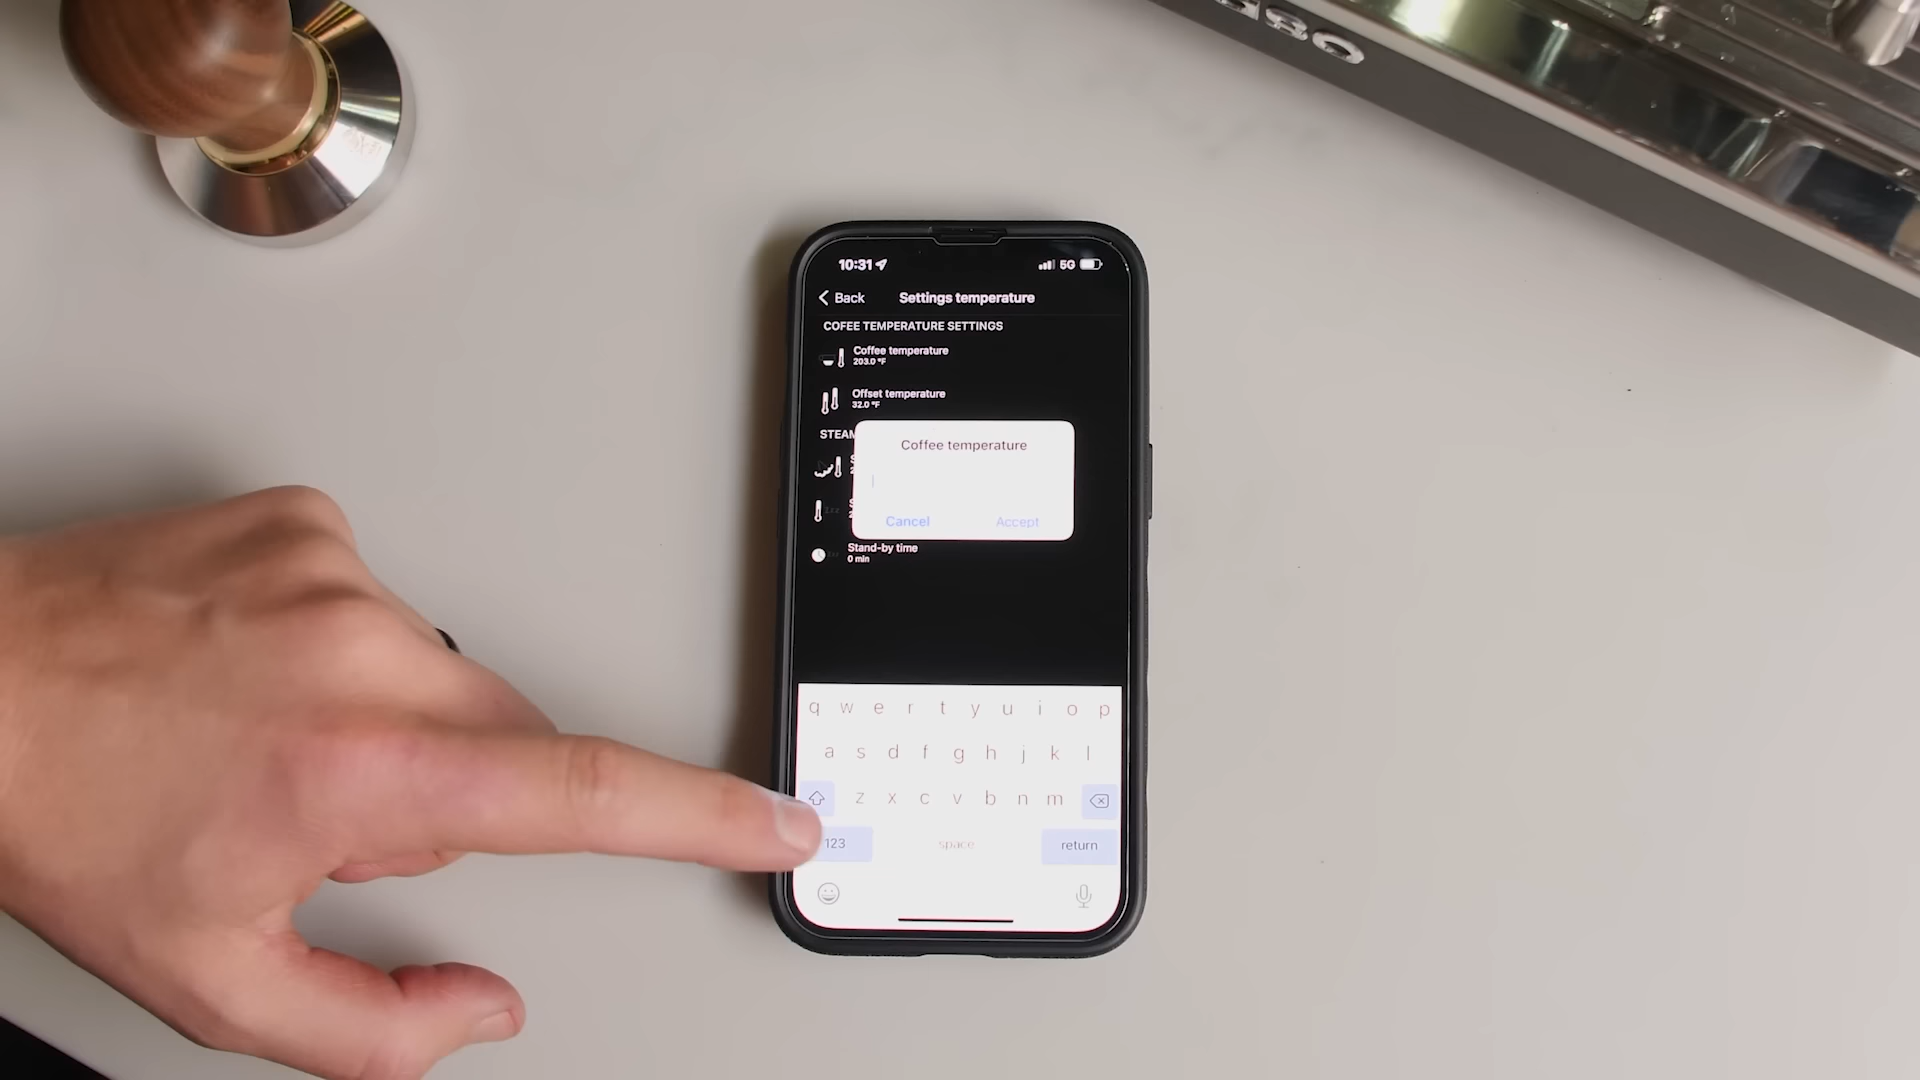 10:31
5G
Back
Settings temperature
COFEE TEMPERATURE SETTINGS
Coffee temperature
203.0 °F
Offset temperature
32.0 °F
STEAM
Coffee temperature
Cancel Accept
Stand-by time
0 min
q w e r t y u i o p
a s d f g h j k l
z x c v b n m
123 space return